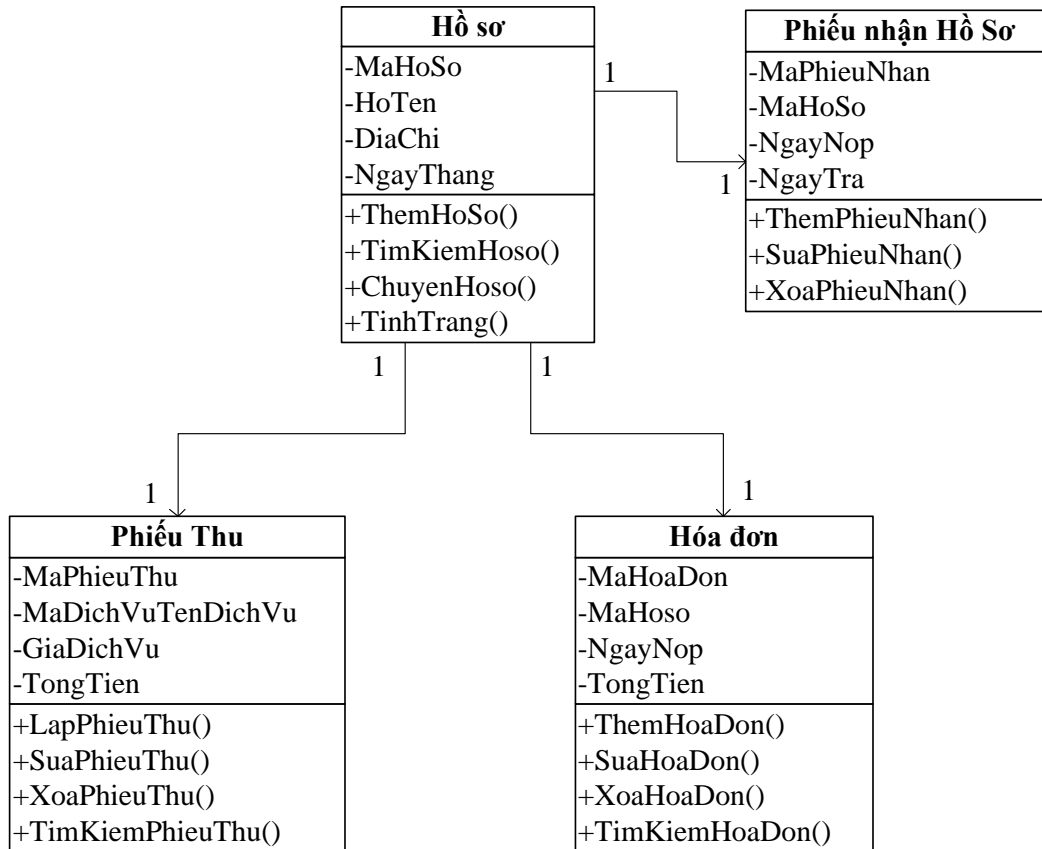 Hồ sơ
-MaHoSo
-HoTen
-DiaChi
-NgayThang
+ThemHoSo()
+TimKiemHoso()
+ChuyenHoso()
+TinhTrang()
1
1
Phiếu nhận Hồ Sơ
-MaPhieuNhan
-MaHoSo
-NgayNop
-NgayTra
+ThemPhieuNhan()
+SuaPhieuNhan()
+XoaPhieuNhan()
1
1
1
1
Phiếu Thu
-MaPhieuThu
-MaDichVuTenDichVu
-GiaDichVu
-TongTien
+LapPhieuThu()
+SuaPhieuThu()
+XoaPhieuThu()
+TimKiemPhieuThu()
Hóa đơn
-MaHoaDon
-MaHoso
-NgayNop
-TongTien
+ThemHoaDon()
+SuaHoaDon()
+XoaHoaDon()
+TimKiemHoaDon()